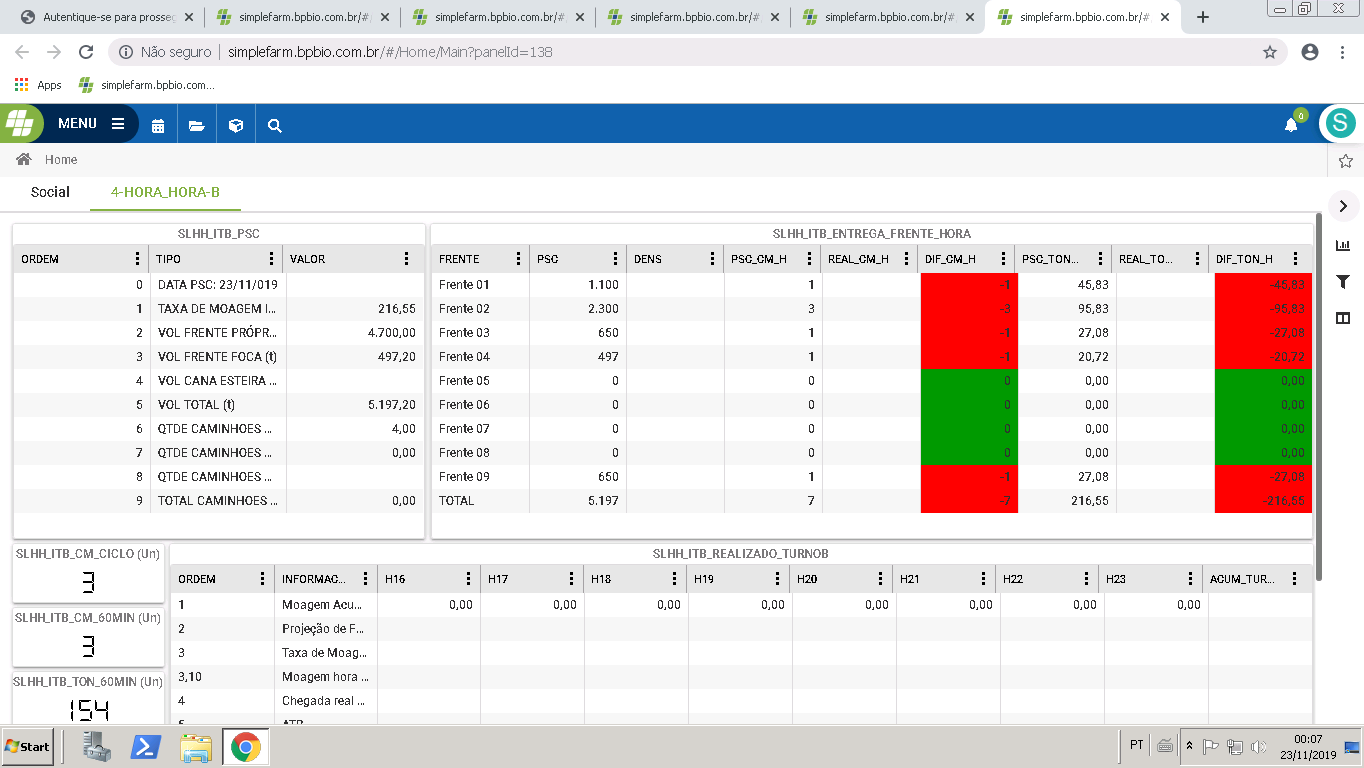 Autentique-se para prosseg
simplefarm.bpbio.com.br/#/
simplefarm.bpbio.com.br/#
simplefarm.bpbio.com.br/#
simplefarm.bpbio.com.br/#
simplefarm.bpbio.com.br/#
Não seguro
simplefarm.bpbio.com.br/#/Home/Main?panelId=138
Apps
simplefarm.bpbio.com...
MENU
0
S
Home
Social
4-HORA_HORA-B
SLHH_ITB_PSC
ORDEM TIPO VALOR
0 DATA PSC: 23/11/019
1 TAXA DE MOAGEM I... 216,55
2 VOL FRENTE PRÓPR... 4.700,00
3 VOL FRENTE FOCA (t) 497,20
4 VOL CANA ESTEIRA ...
5 VOL TOTAL (t) 5.197,20
6 QTDE CAMINHOES ... 4,00
7 QTDE CAMINHOES ... 0,00
8 QTDE CAMINHOES ...
9 TOTAL CAMINHOES ... 0,00
SLHH_ITB_ENTREGA_FRENTE_HORA
FRENTE PSC DENS PSC_CM_H REAL_CM_H DIF_CM_H PSC_TON... REAL_TO... DIF_TON_H
Frente 01 1.100 1 -1 45,83 -45,83
Frente 02 2.300 3 -3 95,83 -95,83
Frente 03 650 1 -1 27,08 -27,08
Frente 04 497 1 -1 20,72 -20,72
Frente 05 0 0 0 0,00 0,00
Frente 06 0 0 0 0,00 0,00
Frente 07 0 0 0 0,00 0,00
Frente 08 0 0 0 0,00 0,00
Frente 09 650 1 -1 27,08 -27,08
TOTAL 5.197 7 -7 216,55 -216,55
SLHH_ITB_CM_CICLO (Un)
3
SLHH_ITB_CM_60MIN (Un)
3
SLHH_ITB_TON_60MIN (Un)
154
SLHH_ITB_REALIZADO_TURNOB
ORDEM INFORMAC... H16 H17 H18 H19 H20 H21 H22 H23 ACUM_TUR...
1 Moagem Acu... 0,00 0,00 0,00 0,00 0,00 0,00 0,00 0,00
2 Projeção de F...
3 Taxa de Moag...
3,10 Moagem hora ...
4 Chegada real ...
5 ATR
Start
PT
00:07
23/11/2019